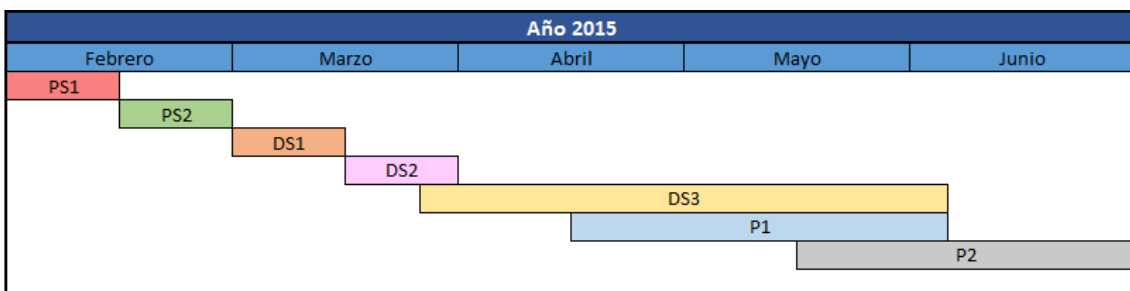 Año 2015
Febrero Marzo Abril Mayo Junio
PS1
PS2
DS1
DS2
DS3
P1
P2